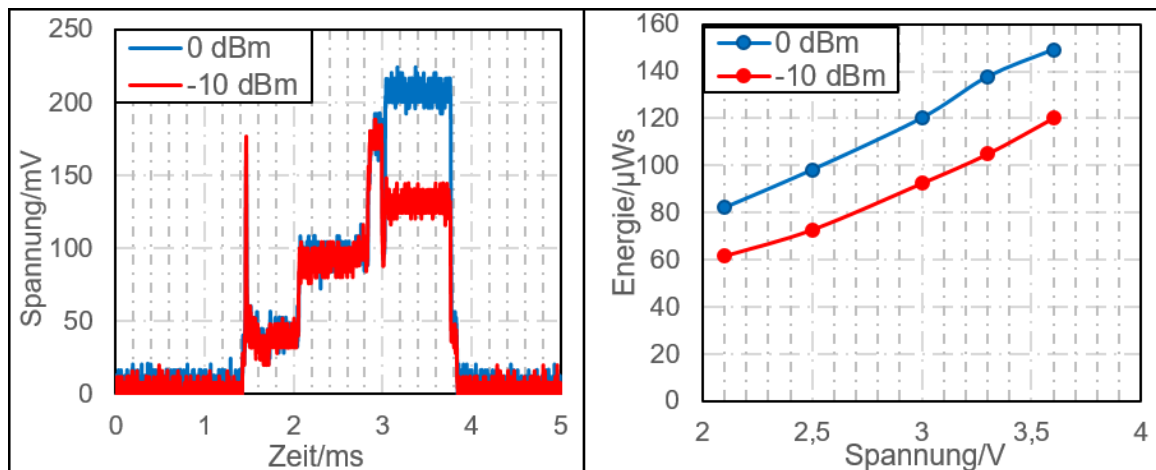 250
200
150
100
50
0
Spannung/mV
0 dBm
-10 dBm
0 1 2 3 4 5
Zeit/ms
160
140
120
100
80
60
40
20
0
Energie/µWs
0 dBm
-10 dBm
2 2,5 3 3,5 4
Spannung/V